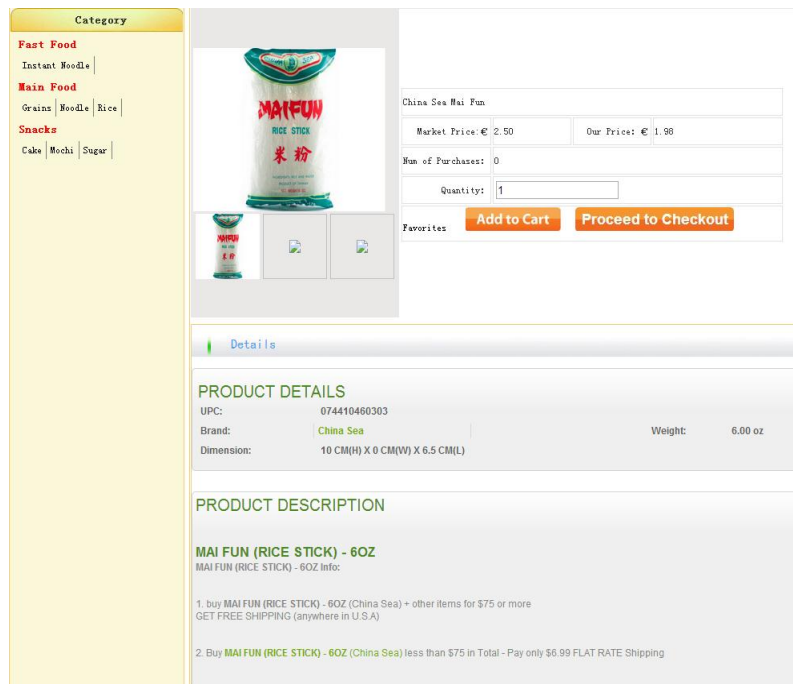 Category
Fast Food
Instant Noodle
Main Food
Grains Noodle Rice
Snacks
Cake Mochi Sugar
MAIFUN
RICE STICK
米粉
MAIFUN
米粉
China Sea Mai Fun
Market Price: € 2.50 Our Price: € 1.98
Num of Purchases: 0
Quantity: 1
Favorites Add to Cart Proceed to Checkout
Details
PRODUCT DETAILS
UPC: 074410460303
Brand: China Sea Weight: 6.00 oz
Dimension: 10 CM(H) X 0 CM(W) X 6.5 CM(L)
PRODUCT DESCRIPTION
MAI FUN (RICE STICK) - 6OZ
MAI FUN (RICE STICK) - 6OZ Info:
1. buy MAI FUN (RICE STICK) - 6OZ (China Sea) + other items for $75 or more
GET FREE SHIPPING (anywhere in U.S.A)
2. Buy MAI FUN (RICE STICK) - 6OZ (China Sea) less than $75 in Total - Pay only $6.99 FLAT RATE Shipping